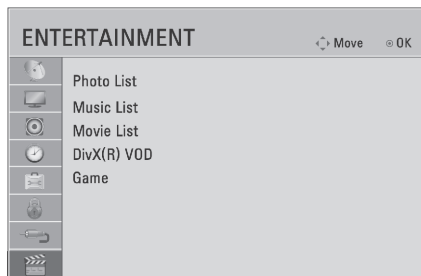 ENTERTAINMENT
Move OK
Photo List
Music List
Movie List
DivX(R) VOD
Game